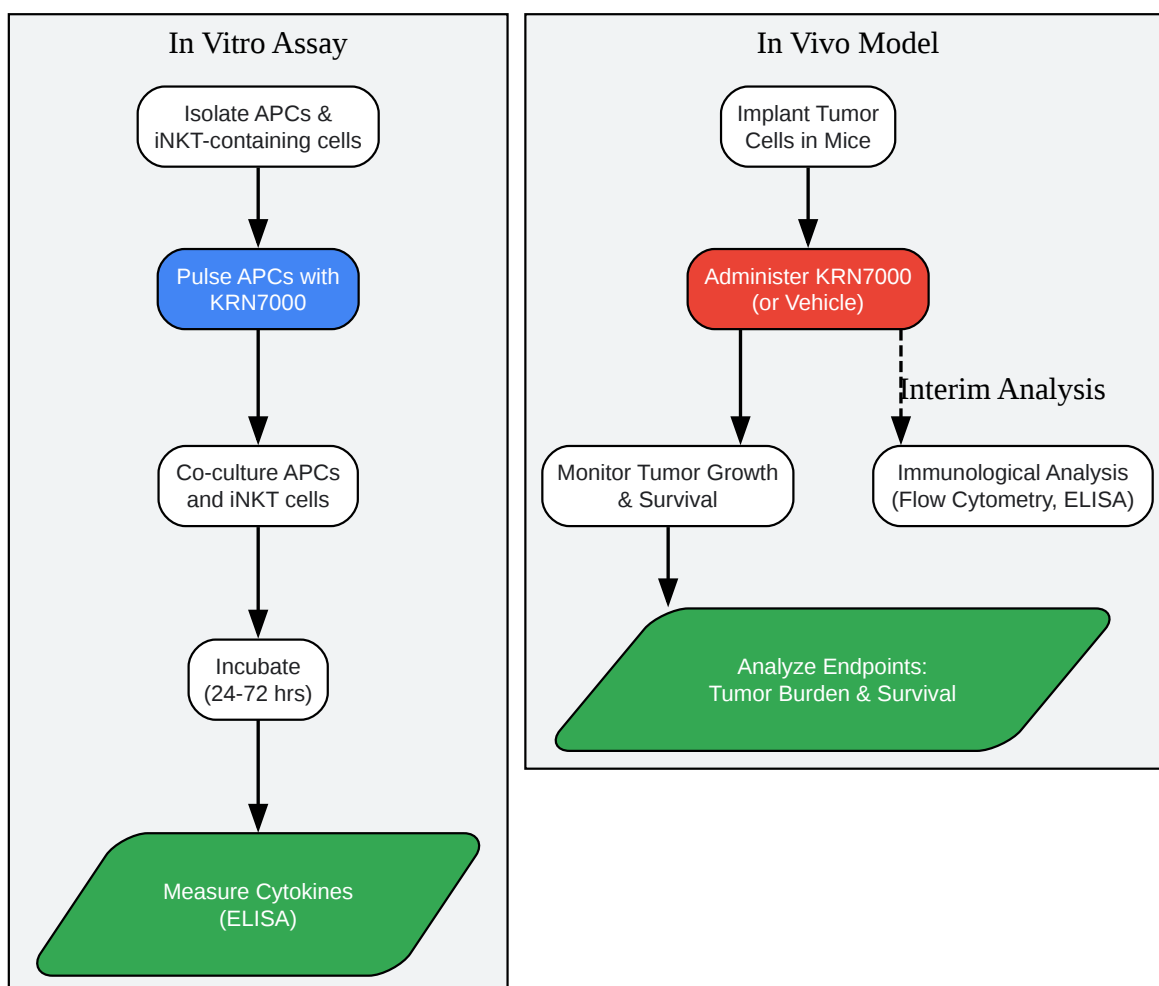 In Vitro Assay
Isolate APCs &
iNKT-containing cells
Pulse APCs with
KRN7000
Co-culture APCs
and iNKT cells
Incubate
(24-72 hrs)
Measure Cytokines
(ELISA)
In Vivo Model
Implant Tumor
Cells in Mice
Administer KRN7000
(or Vehicle)
Interim Analysis
Monitor Tumor Growth
& Survival
Immunological Analysis
(Flow Cytometry, ELISA)
Analyze Endpoints:
Tumor Burden & Survival